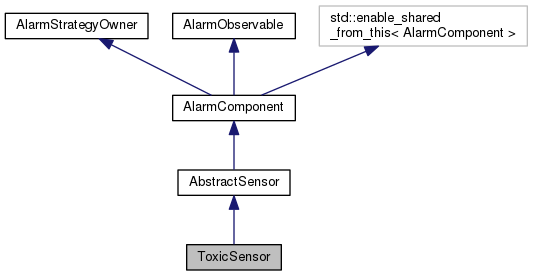 AlarmStrategyOwner
AlarmObservable
std::enable_shared
_from_this< AlarmComponent >
AlarmComponent
AbstractSensor
ToxicSensor